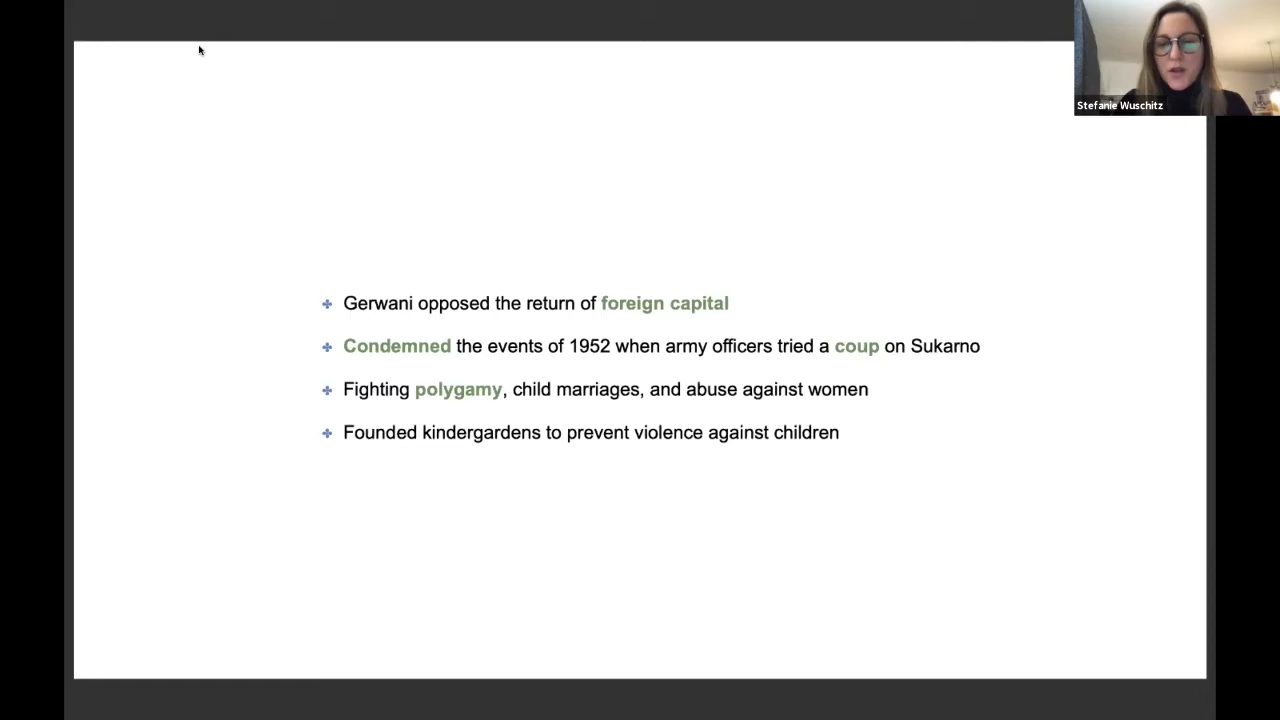 Stefanie Wuschitz
Gerwani opposed the return of foreign capital
Condemned the events of 1952 when army officers tried a coup on Sukarno
Fighting polygamy, child marriages, and abuse against women
Founded kindergardens to prevent violence against children